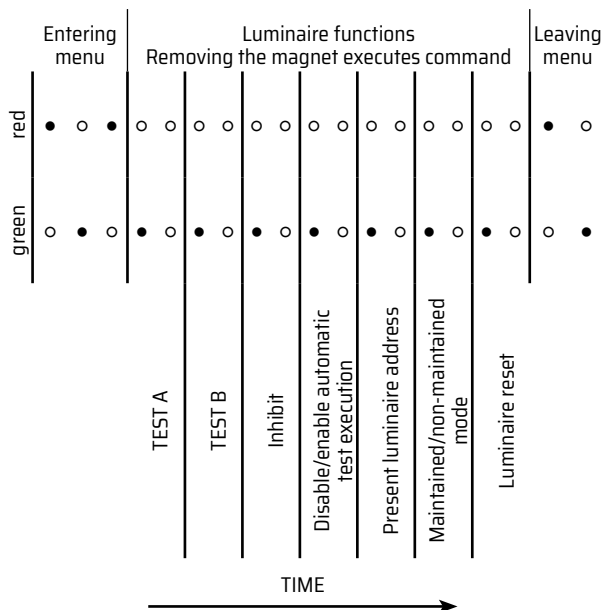 Entering
menu
Luminaire functions
Removing the magnet executes command
Leaving
menu
red
green
TEST A
TEST B
Inhibit
Disable/enable automatic
test execution
Present luminaire address
Maintained/non-maintained
mode
Luminaire reset
TIME